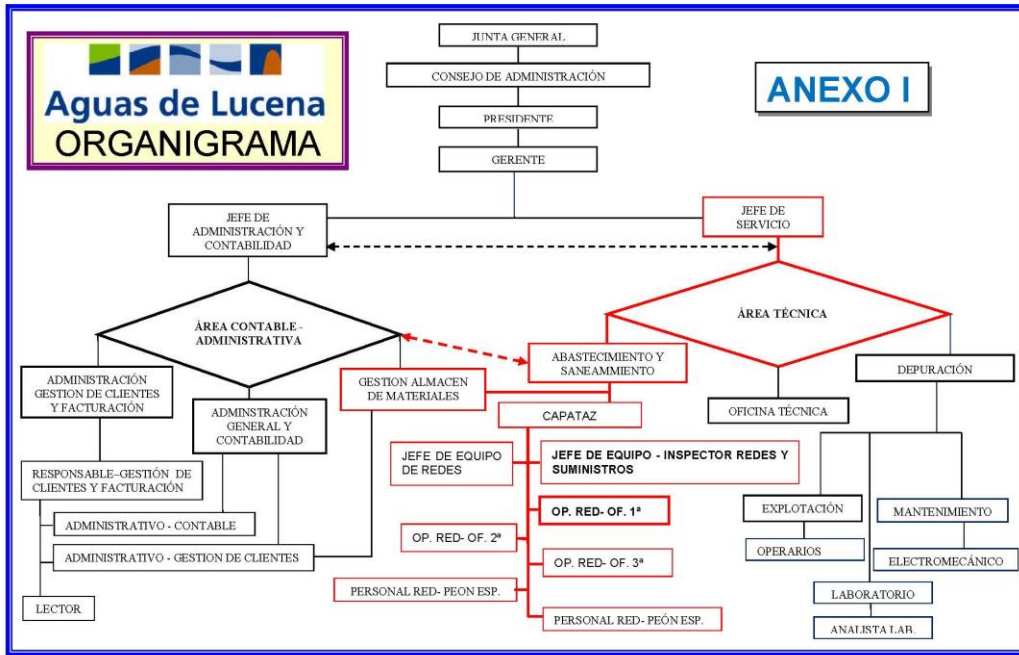 Aguas de Lucena
ORGANIGRAMA
ANEXO I
JUNTA GENERAL
CONSEJO DE ADMINISTRACIÓN
PRESIDENTE
GERENTE
JEFE DE
ADMINISTRACIÓN Y
CONTABILIDAD
JEFE DE
SERVICIO
ÁREA CONTABLE -
ADMINISTRATIVA
ÁREA TÉCNICA
ADMINISTRACIÓN
GESTION DE CLIENTES
Y FACTURACIÓN
ADMINSTRACIÓN
GENERAL Y
CONTABILIDAD
GESTION ALMACEN
DE MATERIALES
ABASTECIMIENTO Y
SANEAMMIENTO
OFICINA TÉCNICA
DEPURACIÓN
RESPONSABLE–GESTIÓN DE
CLIENTES Y FACTURACIÓN
ADMINISTRATIVO - CONTABLE
ADMINISTRATIVO - GESTION DE CLIENTES
LECTOR
CAPATAZ
JEFE DE EQUIPO
DE REDES
JEFE DE EQUIPO - INSPECTOR REDES Y
SUMINISTROS
OP. RED- OF. 1ª
OP. RED- OF. 2ª
OP. RED- OF. 3ª
PERSONAL RED- PEON ESP.
PERSONAL RED- PEÓN ESP.
EXPLOTACIÓN
OPERARIOS
MANTENIMIENTO
ELECTROMECÁNICO
LABORATORIO
ANALISTA LAB.